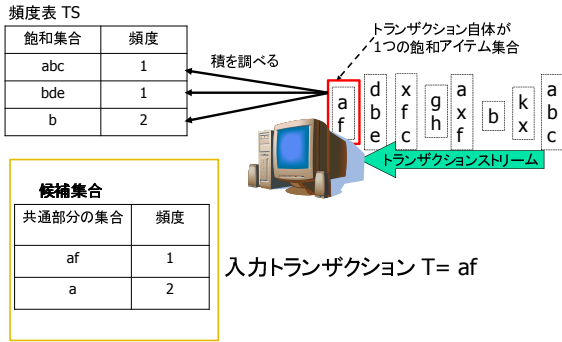 頻度表 TS
飽和集合 頻度
abc 1
bde 1
b 2
積を調べる
トランザクション自体が
1つの飽和アイテム集合
a
f
d
b
e
x
f
c
g
h
a
x
f
b
k
x
a
b
c
トランザクションストリーム
候補集合
共通部分の集合 頻度
af 1
a 2
入力トランザクション T= af